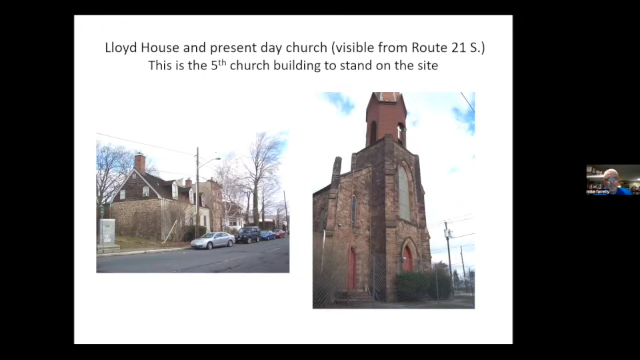 Lloyd House and present day church (visible from Route 21 S.)
This is the 5th church building to stand on the site